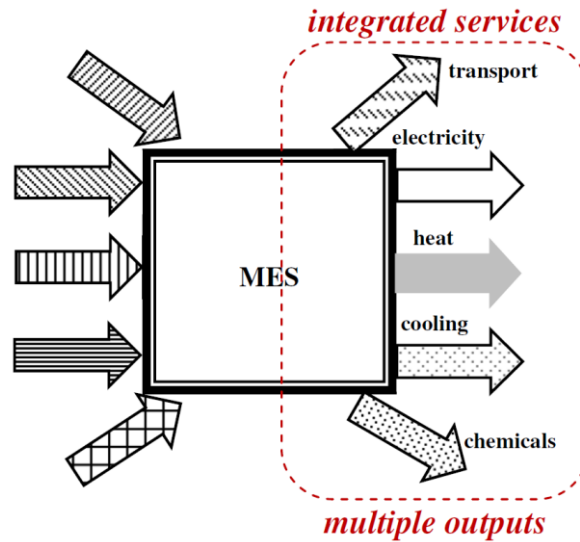 integrated services
transport
electricity
heat
MES
cooling
chemicals
multiple outputs